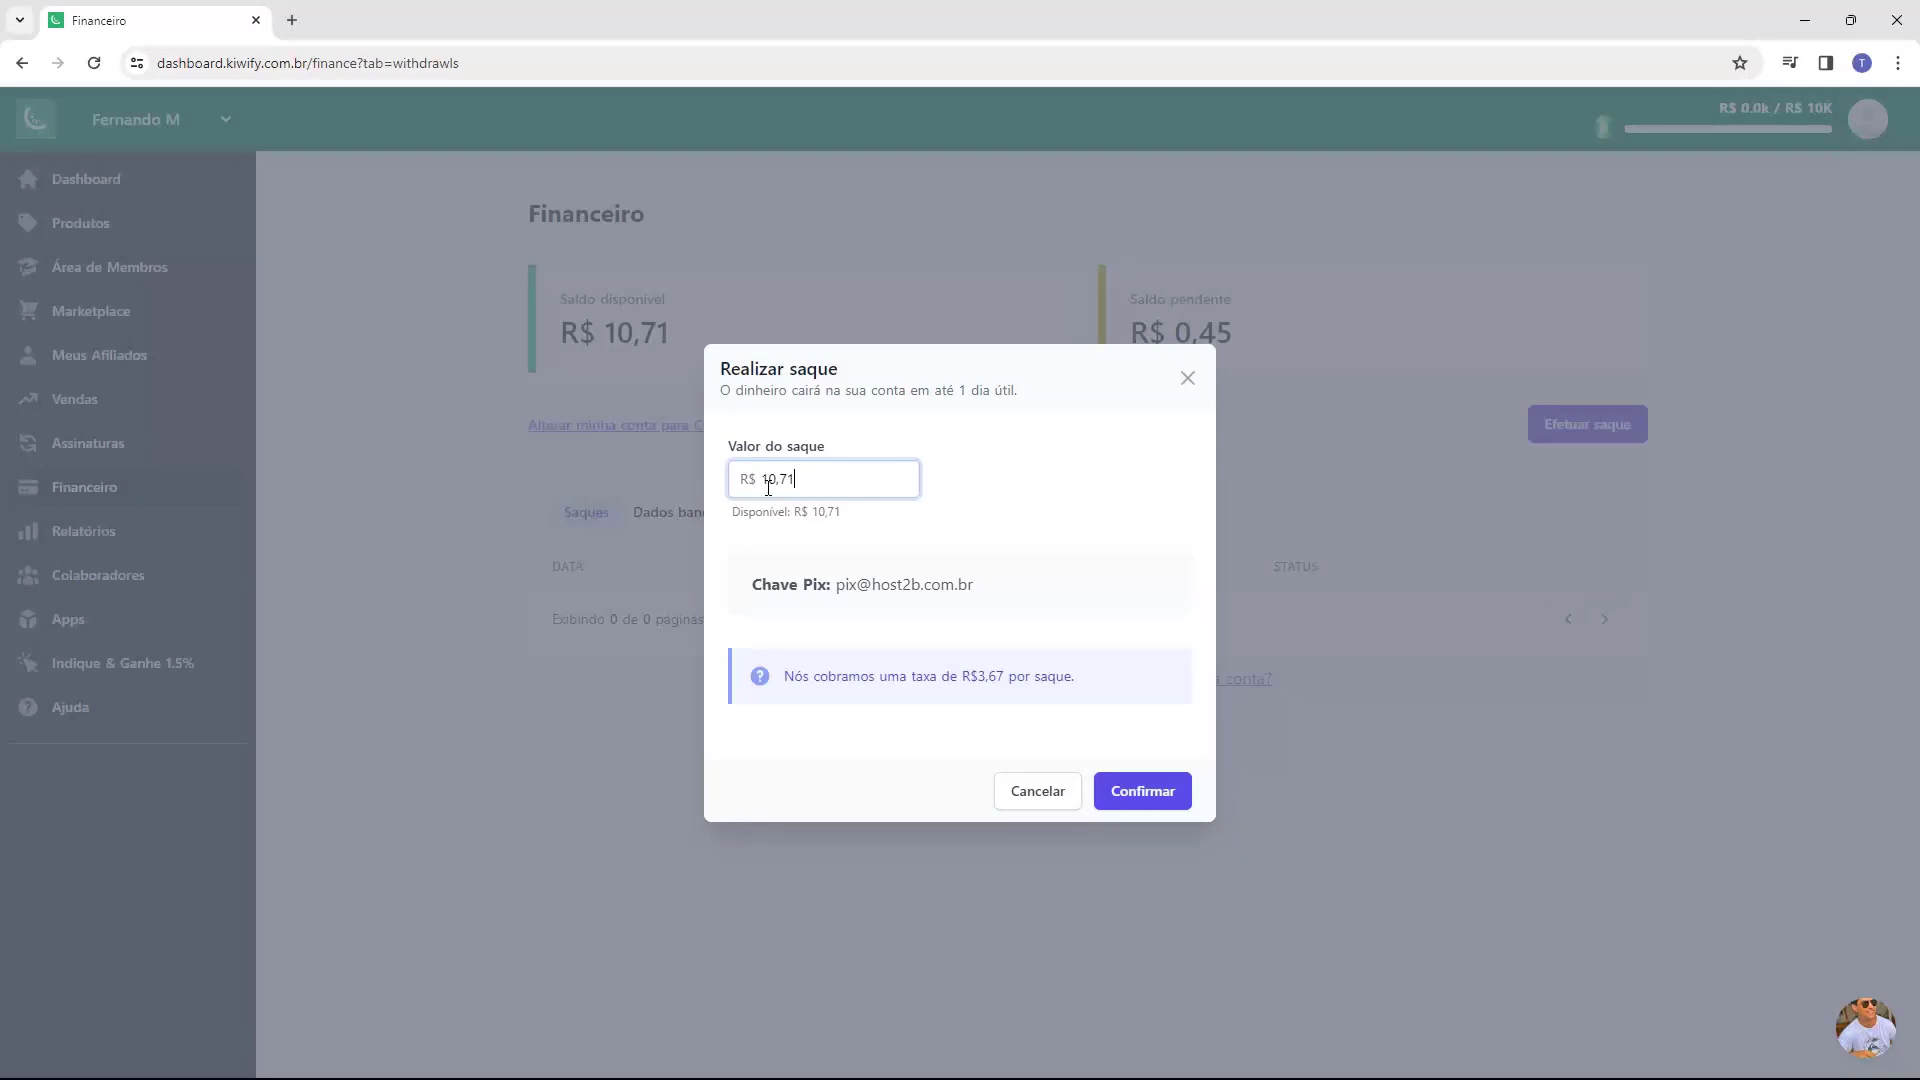 Financeiro
dashboard.kiwify.com.br/finance?tab=withdrawls
T
Fernando M
R$ 0.0k / R$ 10K
Dashboard
Produtos
Área de Membros
Marketplace
Meus Afiliados
Vendas
Assinaturas
Financeiro
Relatórios
Colaboradores
Apps
Indique & Ganhe 1.5%
Ajuda
Financeiro
Saldo disponível
R$ 10,71
Saldo pendente
R$ 0,45
Alterar minha conta para C
Efetuar saque
Saques
Dados banc
DATA
STATUS
Exibindo 0 de 0 páginas
a conta?
Realizar saque
O dinheiro cairá na sua conta em até 1 dia útil.
Valor do saque
R$ 10,71
Disponível: R$ 10,71
Chave Pix: pix@host2b.com.br
Nós cobramos uma taxa de R$3,67 por saque.
Cancelar
Confirmar